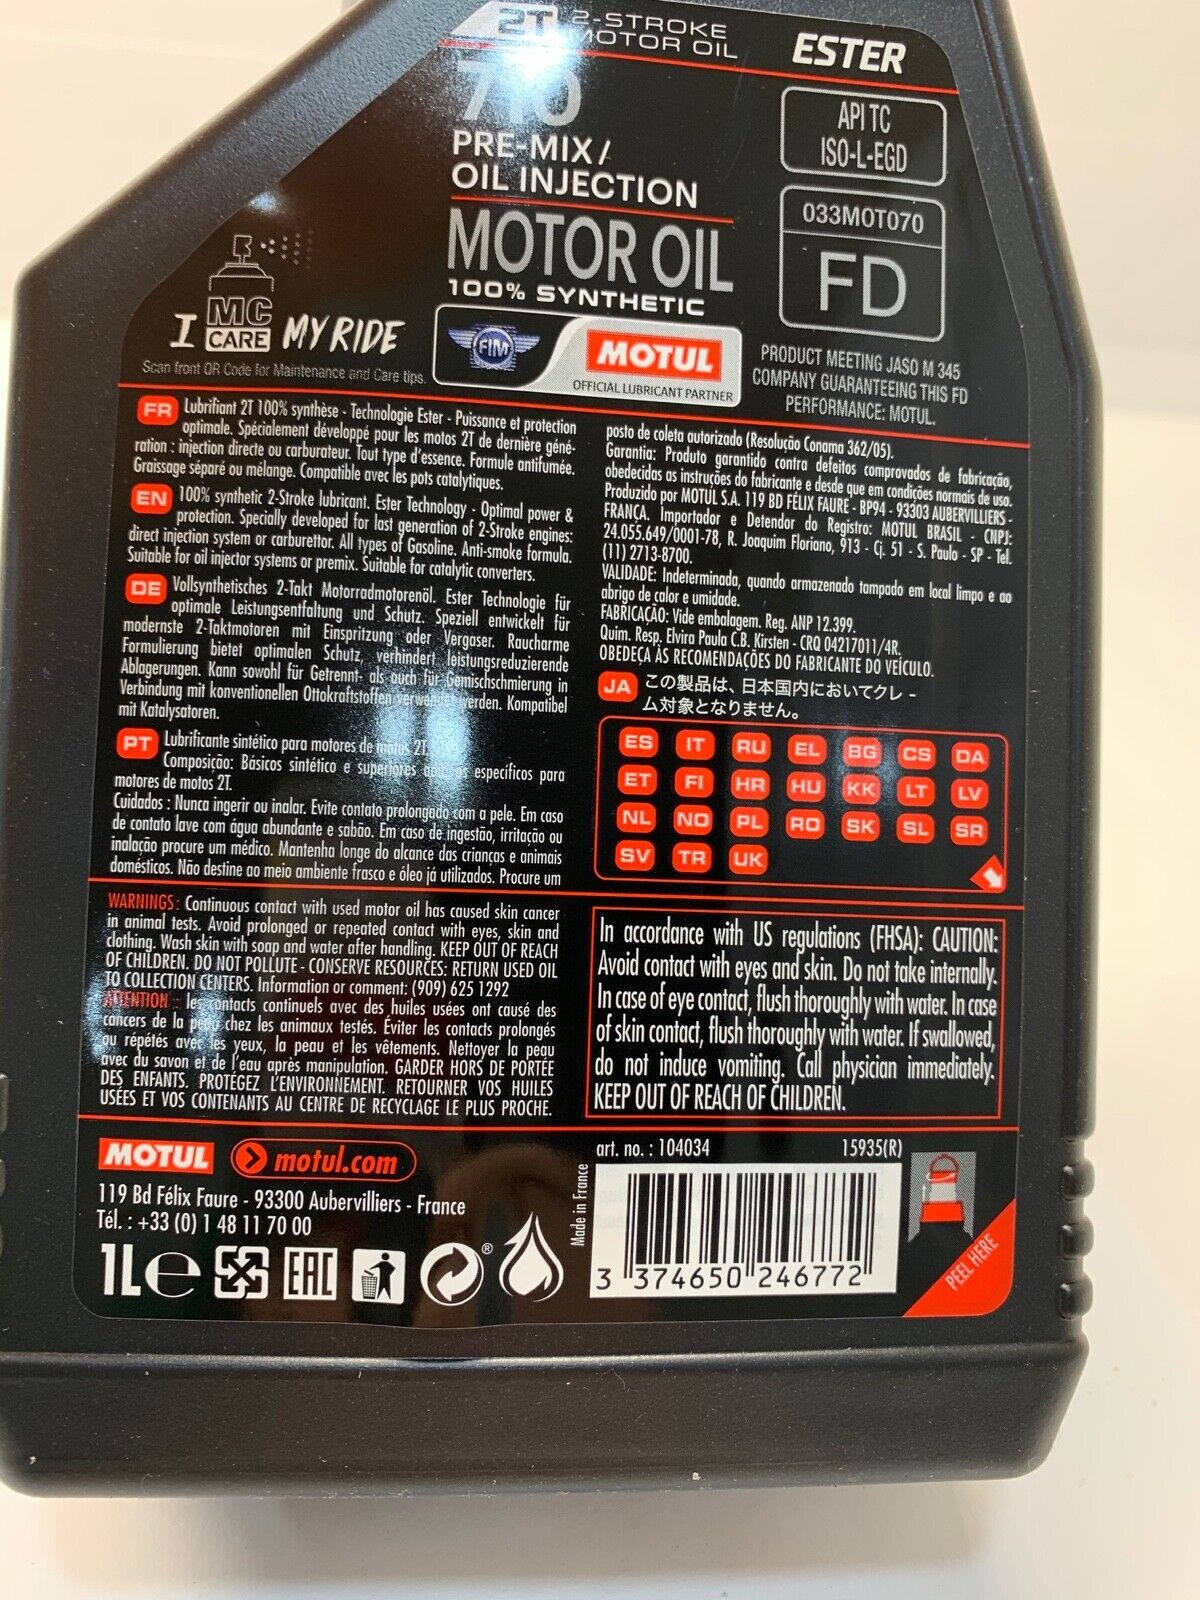 2T 2-STROKE
MOTOR OIL
ESTER
710
PRE-MIX /
OIL INJECTION
MOTOR OIL
100% SYNTHETIC
API TC
ISO-L-EGD
033MOT070
FD
I MC
CARE MY RIDE
Scan front QR Code for Maintenance and Care tips.
FIM
MOTUL
OFFICIAL LUBRICANT PARTNER
PRODUCT MEETING JASO M 345
COMPANY GUARANTEEING THIS FD
PERFORMANCE: MOTUL.
FR Lubrifiant 2T 100% synthèse - Technologie Ester - Puissance et protection
optimale. Spécialement développé pour les motos 2T de dernière géné-
ration : injection directe ou carburateur. Tout type d'essence. Formule antifumée.
Graissage séparé ou mélange. Compatible avec les pots catalytiques.
EN 100% synthetic 2-Stroke lubricant. Ester Technology - Optimal power &
protection. Specially developed for last generation of 2-Stroke engines:
direct injection system or carburettor. All types of Gasoline. Anti-smoke formula.
Suitable for oil injector systems or premix. Suitable for catalytic converters.
DE Vollsynthetisches 2-Takt Motorradmotorenöl. Ester Technologie für
optimale Leistungsentfaltung und Schutz. Speziell entwickelt für
modernste 2-Taktmotoren mit Einspritzung oder Vergaser. Raucharme
Formulierung bietet optimalen Schutz, verhindert leistungsreduzierende
Ablagerungen. Kann sowohl für Getrennt- als auch für Gemischschmierung in
Verbindung mit konventionellen Ottokraftstoffen verwendet werden. Kompatibel
mit Katalysatoren.
PT Lubrificante sintético para motores de motos 2T.
Composição: Básicos sintético e superiores específicos para
motores de motos 2T.
Cuidados : Nunca ingerir ou inalar. Evite contato prolongado com a pele. Em caso
de contato lave com água abundante e sabão. Em caso de ingestão, irritação ou
inalação procure um médico. Mantenha longe do alcance das crianças e animais
domésticos. Não destine ao meio ambiente frasco e óleo já utilizados. Procure um
posto de coleta autorizado (Resolução Conama 362/05).
Garantia: Produto garantido contra defeitos comprovados de fabricação,
obedecidas as instruções do fabricante e desde que em condições normais de uso.
Produzido por MOTUL S.A. 119 BD FÉLIX FAURE - BP94 - 93303 AUBERVILLIERS -
FRANCA. Importador e Detendor do Registro: MOTUL BRASIL - CNPJ:
24.055.649/0001-78, R. Joaquim Floriano, 913 - Cj. 51 - S. Paulo - SP - Tel.
(11) 2713-8700.
VALIDADE: Indeterminada, quando armazenado tampado em local limpo e ao
abrigo de calor e umidade.
FABRICAÇÃO: Vide embalagem. Reg. ANP 12.399.
Quim. Resp. Elvira Paula C.B. Kirsten - CRQ 04217011/4R.
OBEDEÇA ÀS RECOMENDAÇÕES DO FABRICANTE DO VEÍCULO.
JA この製品は、日本国内においてクレ－
ム対象となりません。
ES IT RU EL BG CS DA
ET FI HR HU KK LT LV
NL NO PL RO SK SL SR
SV TR UK
WARNINGS: Continuous contact with used motor oil has caused skin cancer
in animal tests. Avoid prolonged or repeated contact with eyes, skin and
clothing. Wash skin with soap and water after handling. KEEP OUT OF REACH
OF CHILDREN. DO NOT POLLUTE - CONSERVE RESOURCES: RETURN USED OIL
TO COLLECTION CENTERS. Information or comment: (909) 625 1292
ATTENTION : les contacts continuels avec des huiles usées ont causé des
cancers de la peau chez les animaux testés. Éviter les contacts prolongés
ou répétés avec les yeux, la peau et les vêtements. Nettoyer la peau
avec du savon et de l'eau après manipulation. GARDER HORS DE PORTÉE
DES ENFANTS. PROTÉGEZ L'ENVIRONNEMENT. RETOURNER VOS HUILES
USÉES ET VOS CONTENANTS AU CENTRE DE RECYCLAGE LE PLUS PROCHE.
In accordance with US regulations (FHSA): CAUTION:
Avoid contact with eyes and skin. Do not take internally.
In case of eye contact, flush thoroughly with water. In case
of skin contact, flush thoroughly with water. If swallowed,
do not induce vomiting. Call physician immediately.
KEEP OUT OF REACH OF CHILDREN.
MOTUL motul.com
119 Bd Félix Faure - 93300 Aubervilliers - France
Tél. : +33 (0) 1 48 11 70 00
1L e EAC ®
art. no. : 104034 15935(R)
Made in France
3 374650 246772
PEEL HERE